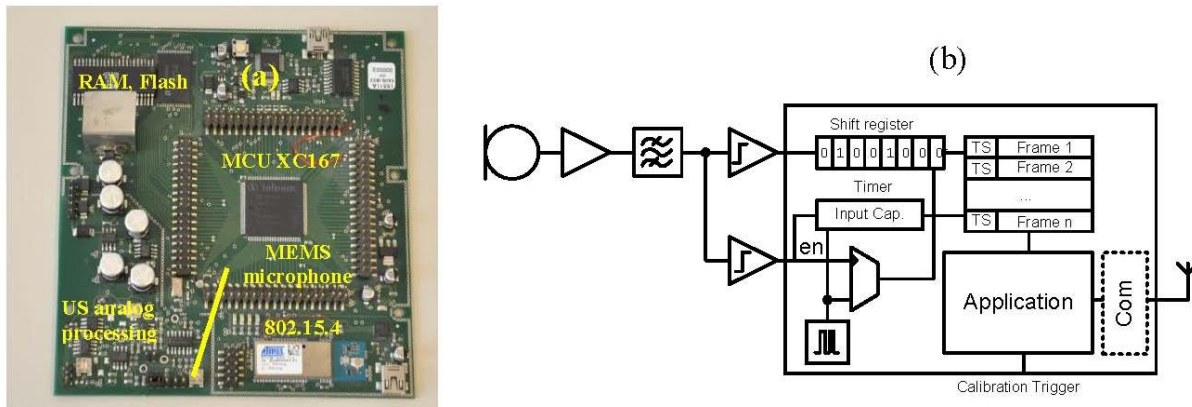 (a)
RAM, Flash
MCU XC167
infineon
MEMS
microphone
US analog
processing
802.15.4
(b)
Shift register
0 1 0 0 1 0 0 0
TS Frame 1
TS Frame 2
...
TS Frame n
Timer
Input Cap.
en
Application
Com
Calibration Trigger